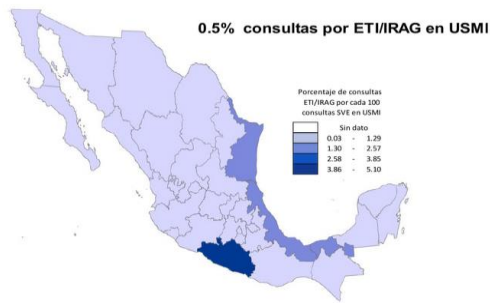 0.5% consultas por ETI/IRAG en USMI
Porcentaje de consultas
ETI/IRAG por cada 100
consultas SVE en USMI
Sin dato
0.03 - 1.29
1.30 - 2.57
2.58 - 3.85
3.86 - 5.10